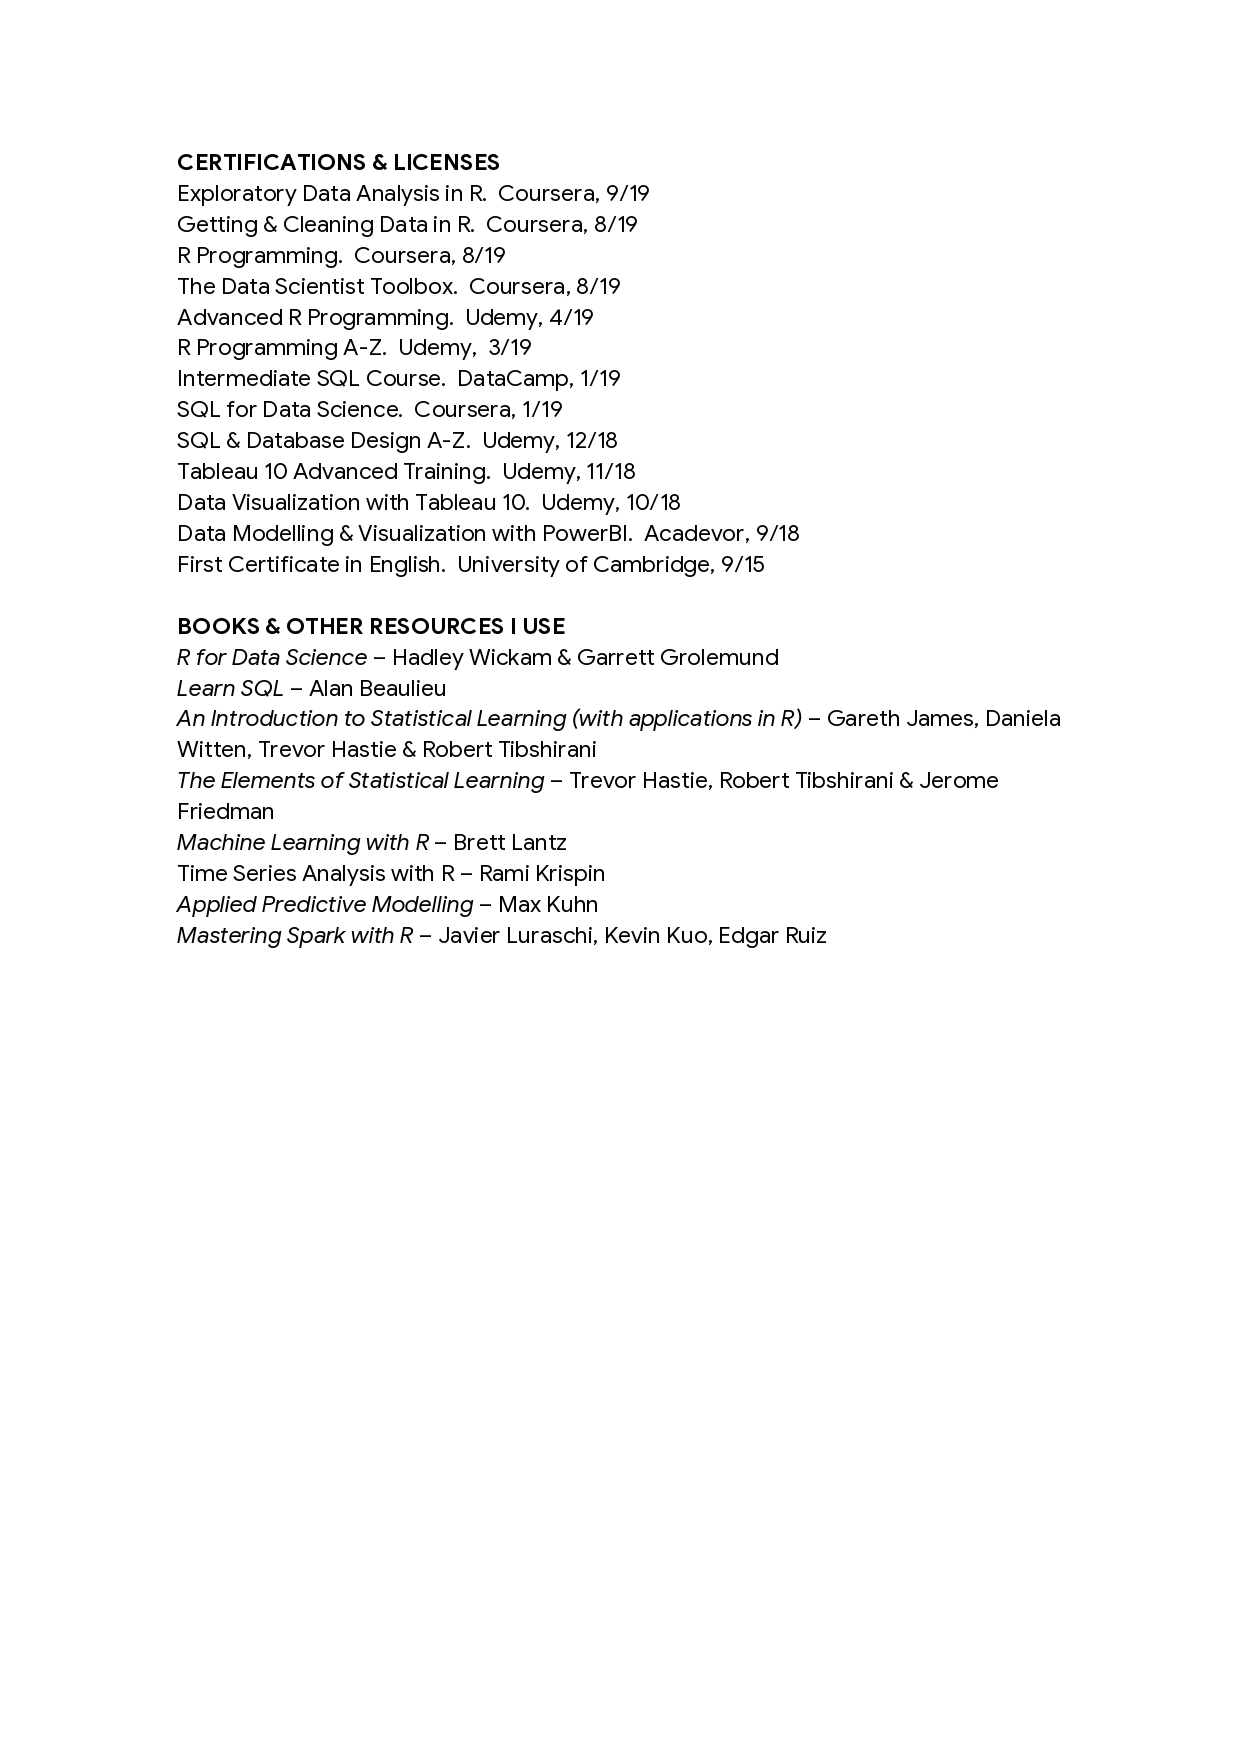 CERTIFICATIONS & LICENSES
Exploratory Data Analysis in R.  Coursera, 9/19
Getting & Cleaning Data in R.  Coursera, 8/19
R Programming.  Coursera, 8/19
The Data Scientist Toolbox.  Coursera, 8/19
Advanced R Programming.  Udemy, 4/19
R Programming A-Z.  Udemy,  3/19
Intermediate SQL Course.  DataCamp, 1/19
SQL for Data Science.  Coursera, 1/19
SQL & Database Design A-Z.  Udemy, 12/18
Tableau 10 Advanced Training.  Udemy, 11/18
Data Visualization with Tableau 10.  Udemy, 10/18
Data Modelling & Visualization with PowerBI.  Acadevor, 9/18
First Certificate in English.  University of Cambridge, 9/15
BOOKS & OTHER RESOURCES I USE
R for Data Science – Hadley Wickam & Garrett Grolemund
Learn SQL – Alan Beaulieu
An Introduction to Statistical Learning (with applications in R) – Gareth James, Daniela
Witten, Trevor Hastie & Robert Tibshirani
The Elements of Statistical Learning – Trevor Hastie, Robert Tibshirani & Jerome
Friedman
Machine Learning with R – Brett Lantz
Time Series Analysis with R – Rami Krispin
Applied Predictive Modelling – Max Kuhn
Mastering Spark with R – Javier Luraschi, Kevin Kuo, Edgar Ruiz